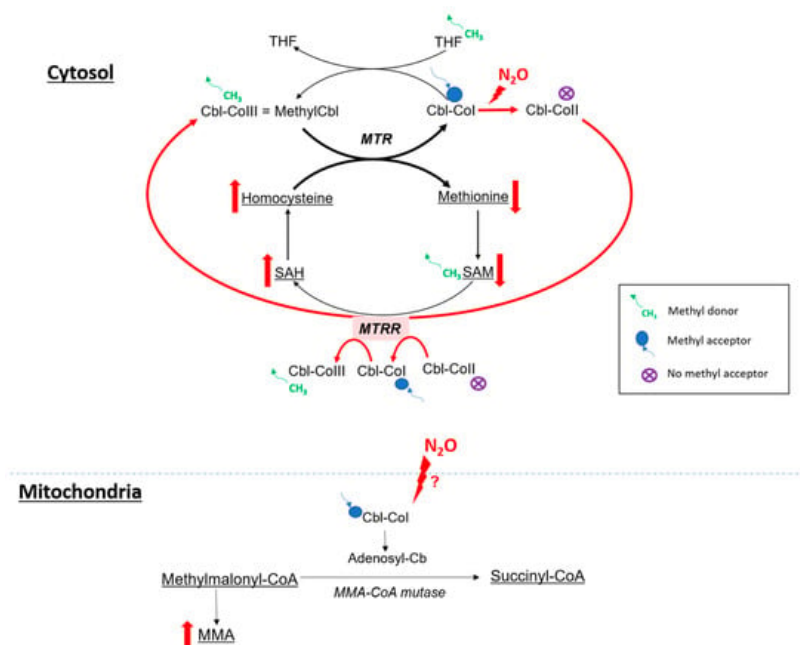 CH₃
THF
THF
Cytosol
N₂O
CH₃
Cbl-CoIII = MethylCbl
Cbl-CoI
Cbl-CoII
MTR
Homocysteine
Methionine
SAH
CH₃ SAM
MTRR
Cbl-CoIII
Cbl-CoI
Cbl-CoII
CH₃
CH₃ Methyl donor
Methyl acceptor
No methyl acceptor
N₂O
Mitochondria
?
Cbl-CoI
Adenosyl-Cb
Methylmalonyl-CoA
Succinyl-CoA
MMA-CoA mutase
MMA